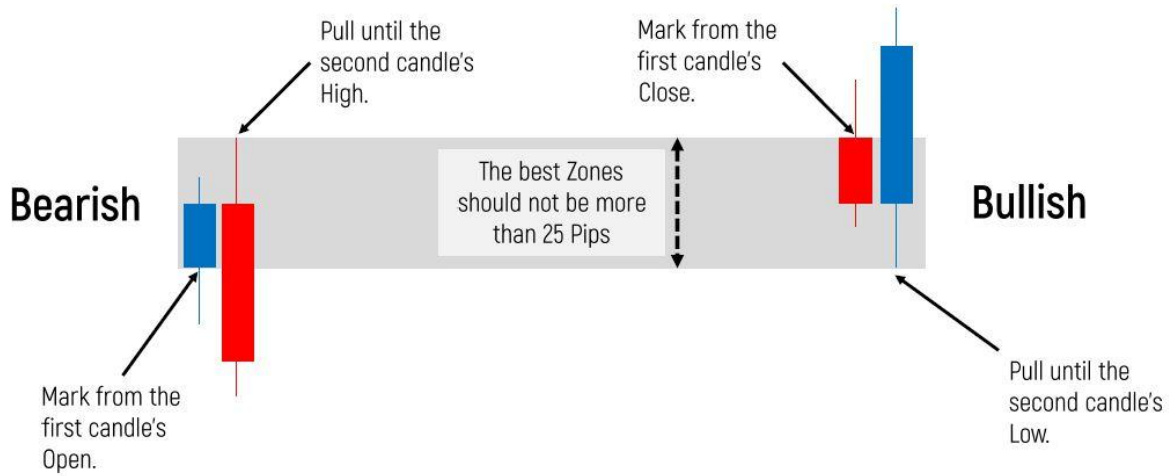 Pull until the
second candle's
High.
Mark from the
first candle's
Close.
Bearish
The best Zones
should not be more
than 25 Pips
Bullish
Mark from the
first candle's
Open.
Pull until the
second candle's
Low.